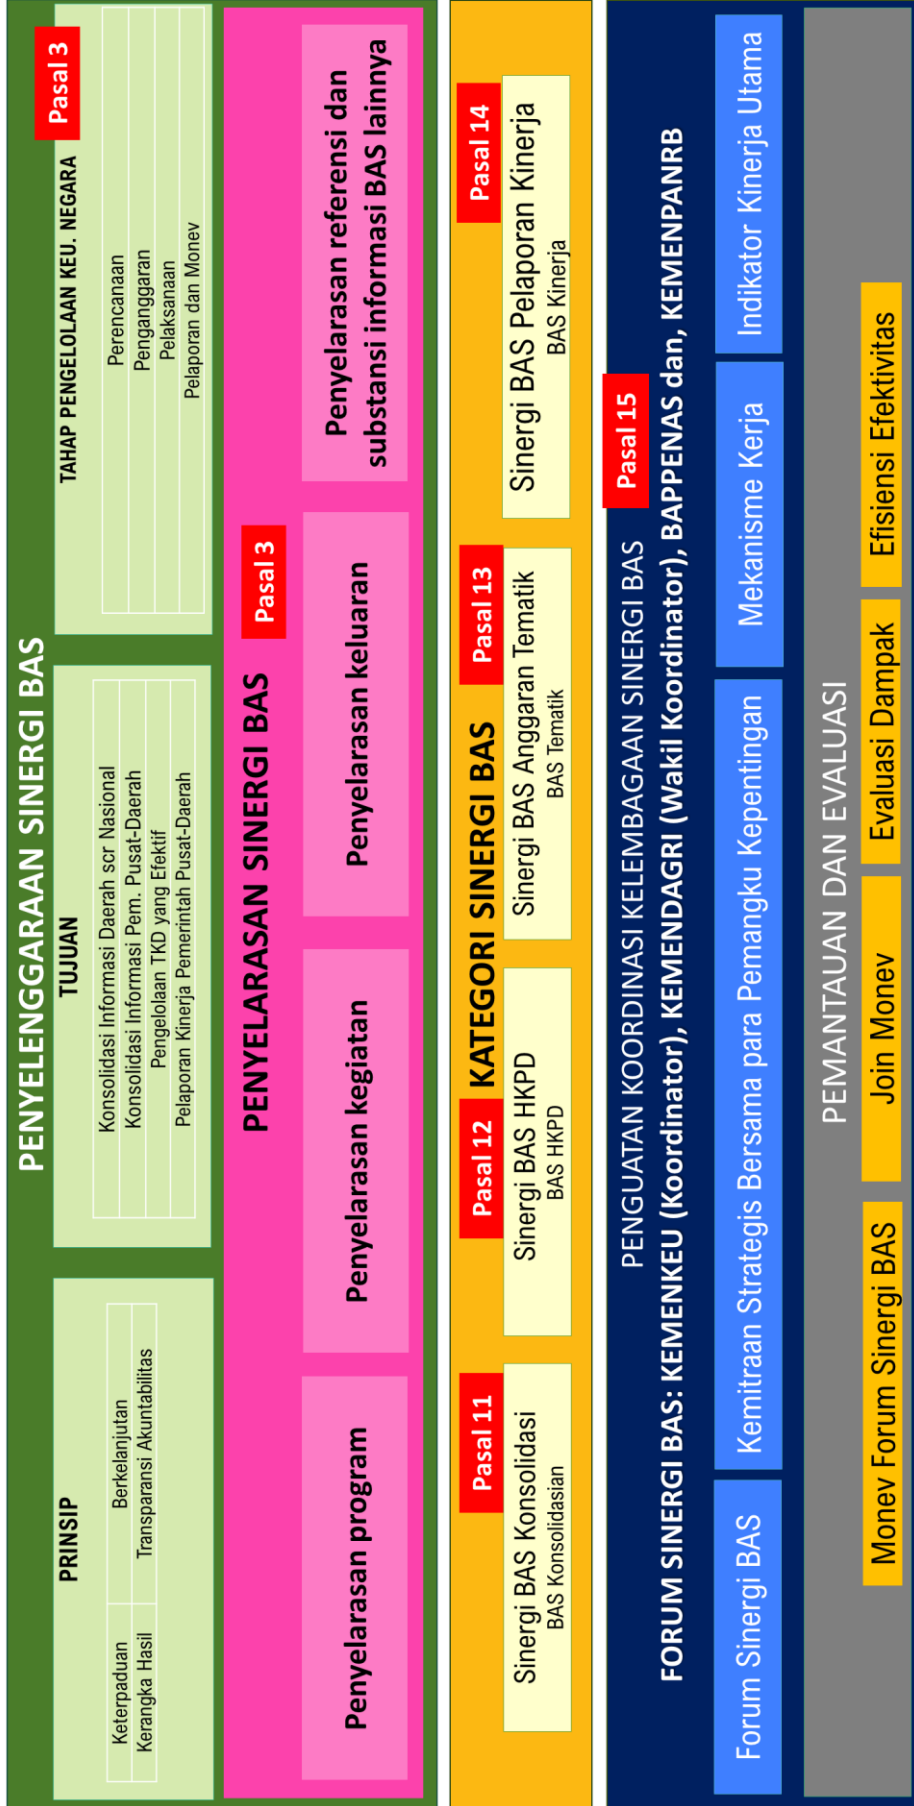 PENYELENGGARAAN SINERGI BAS
PRINSIP
Keterpaduan
Berkelanjutan
Kerangka Hasil
Transparansi Akuntabilitas
TUJUAN
Konsolidasi Informasi Daerah scr Nasional
Konsolidasi Informasi Pem. Pusat-Daerah
Pengelolaan TKD yang Efektif
Pelaporan Kinerja Pemerintah Pusat-Daerah
Pasal 3
TAHAP PENGELOLAAN KEU. NEGARA
Perencanaan
Penganggaran
Pelaksanaan
Pelaporan dan Monev
PENYELARASAN SINERGI BAS
Pasal 3
Penyelarasan program
Penyelarasan kegiatan
Penyelarasan keluaran
Penyelarasan referensi dan
substansi informasi BAS lainnya
KATEGORI SINERGI BAS
Pasal 11
Sinergi BAS Konsolidasi
BAS Konsolidasian
Pasal 12
Sinergi BAS HKPD
BAS HKPD
Pasal 13
Sinergi BAS Anggaran Tematik
BAS Tematik
Pasal 14
Sinergi BAS Pelaporan Kinerja
BAS Kinerja
PENGUATAN KOORDINASI KELEMBAGAAN SINERGI BAS
Pasal 15
FORUM SINERGI BAS: KEMENKEU (Koordinator), KEMENDAGRI (Wakil Koordinator), BAPPENAS dan, KEMENPANRB
Forum Sinergi BAS
Kemitraan Strategis Bersama para Pemangku Kepentingan
Mekanisme Kerja
Indikator Kinerja Utama
PEMANTAUAN DAN EVALUASI
Monev Forum Sinergi BAS
Join Monev
Evaluasi Dampak
Efisiensi Efektivitas